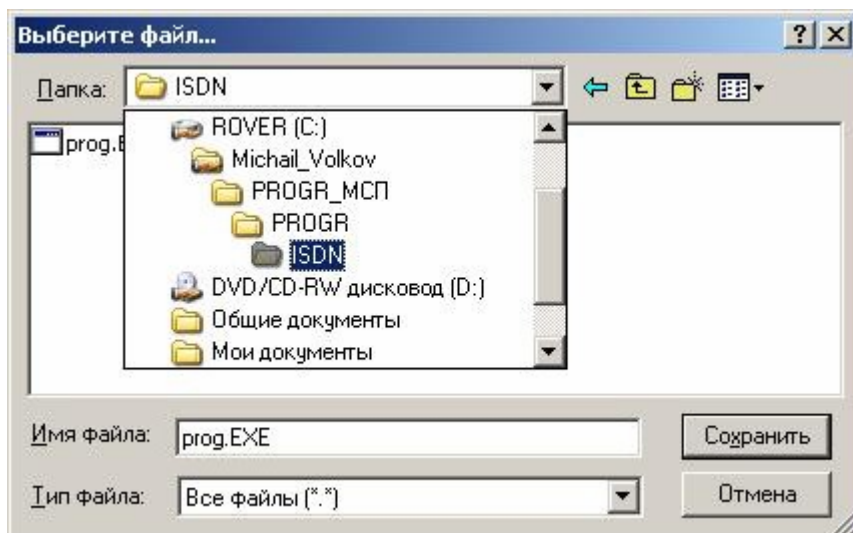 Выберите файл...
Папка: ISDN
ROVER (C:)
prog.E
Michail_Volkov
PROGR_МСП
PROGR
ISDN
DVD/CD-RW дисковод (D:)
Общие документы
Мои документы
Имя файла: prog.EXE Сохранить
Тип файла: Все файлы (*.*) Отмена